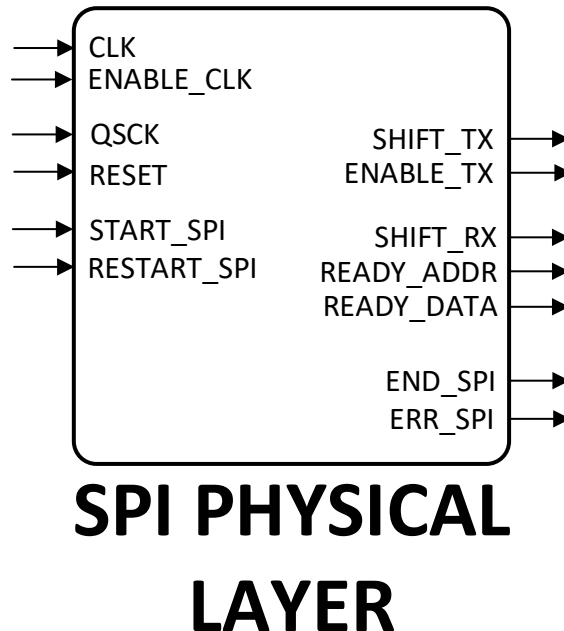 CLK
ENABLE_CLK
QSCK
SHIFT_TX
RESET
ENABLE_TX
START_SPI
SHIFT_RX
RESTART_SPI
READY_ADDR
READY_DATA
END_SPI
ERR_SPI
SPI PHYSICAL
LAYER